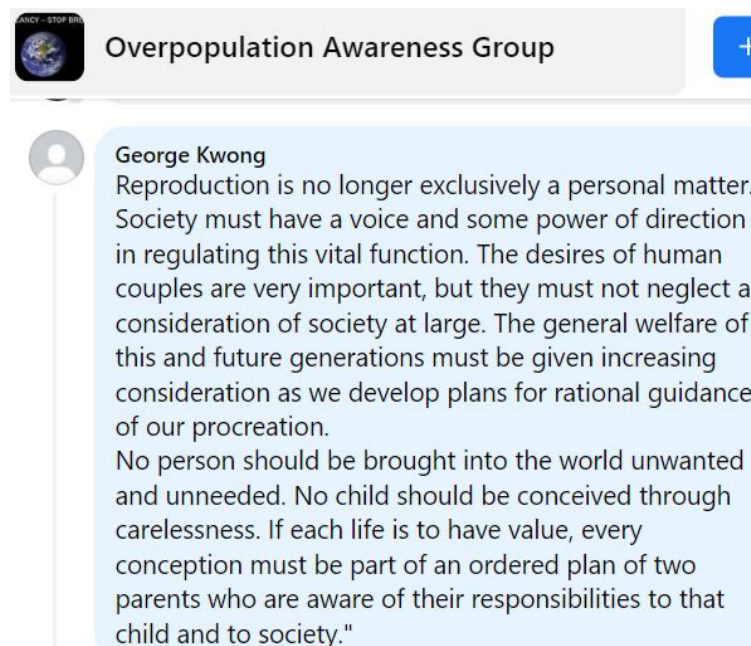 ANCY – STOP BRE
Overpopulation Awareness Group
+
George Kwong
Reproduction is no longer exclusively a personal matter.
Society must have a voice and some power of direction
in regulating this vital function. The desires of human
couples are very important, but they must not neglect a
consideration of society at large. The general welfare of
this and future generations must be given increasing
consideration as we develop plans for rational guidance
of our procreation.
No person should be brought into the world unwanted
and unneeded. No child should be conceived through
carelessness. If each life is to have value, every
conception must be part of an ordered plan of two
parents who are aware of their responsibilities to that
child and to society."